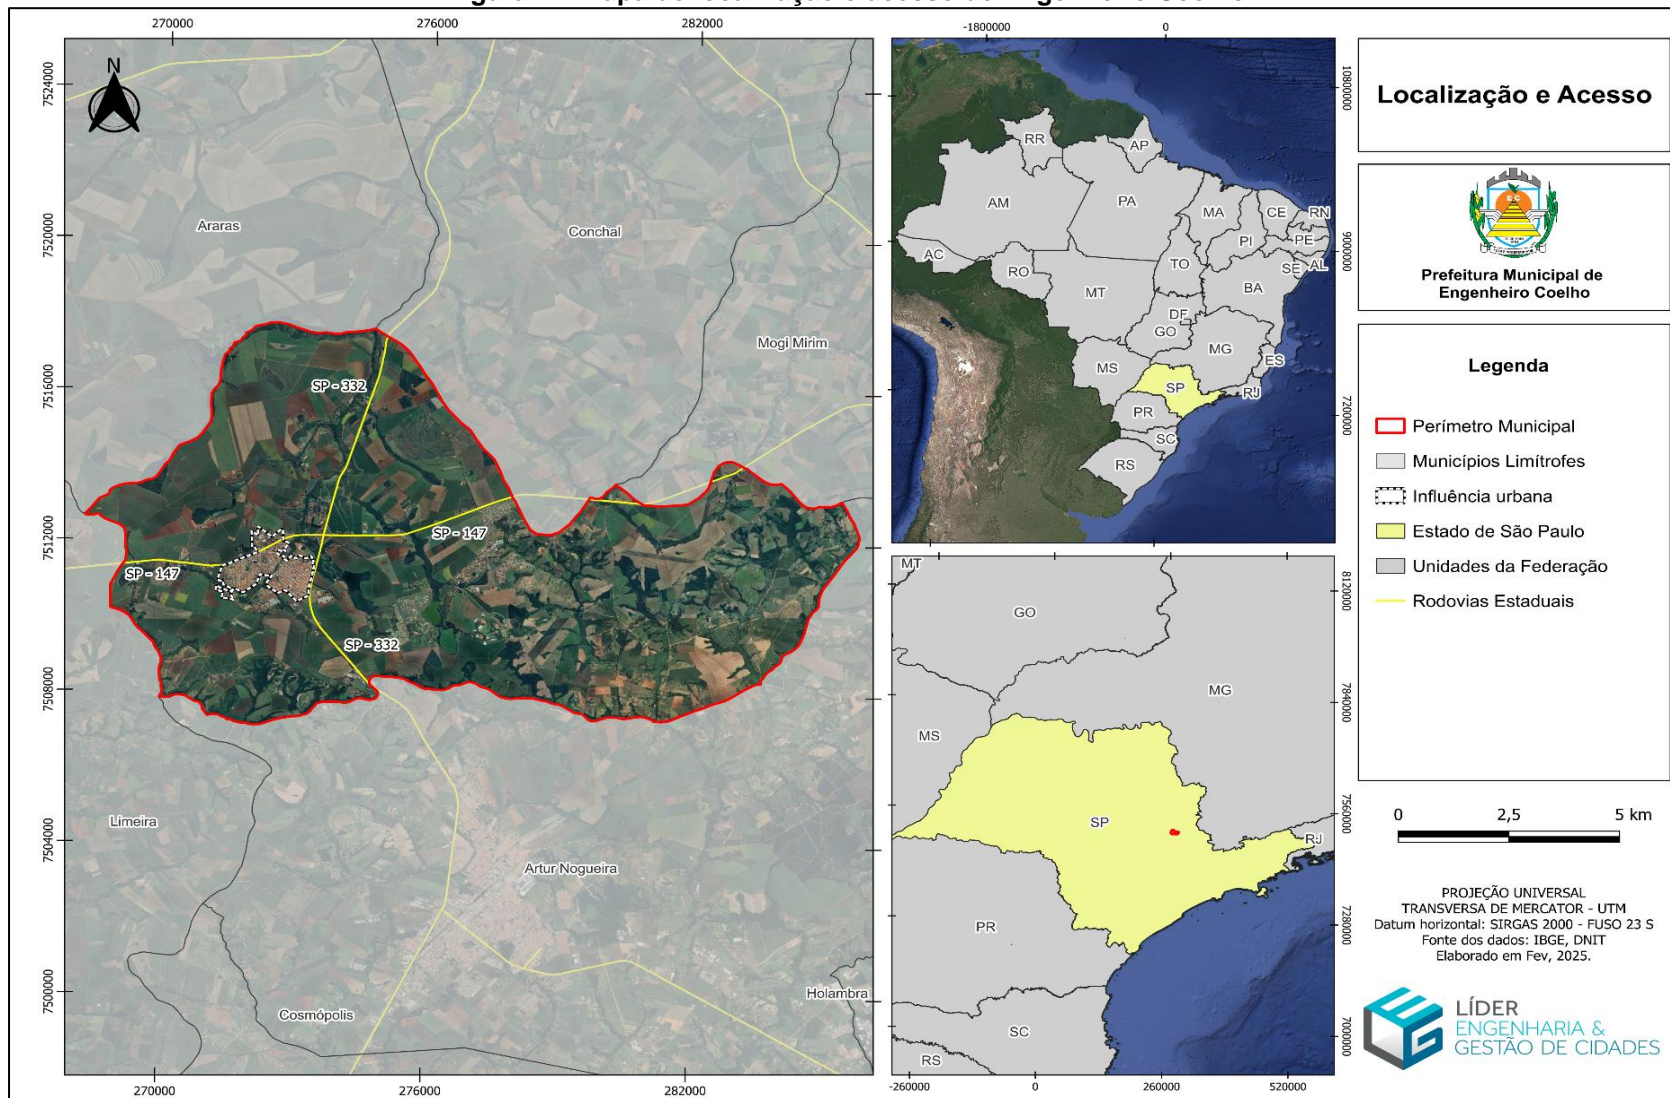 270000
276000
282000
7524000
7520000
7516000
7512000
7508000
7504000
7500000
N
Araras
Conchal
Mogi Mirim
SP - 332
SP - 147
SP - 147
SP - 332
Limeira
Artur Nogueira
Cosmópolis
Holambra
270000
276000
282000
-1800000
0
10800000
9000000
7200000
RR
AP
AM
PA
MA
CE
RN
PI
PE
AC
RO
TO
SE
AL
MT
BA
DF
GO
MG
ES
MS
SP
RJ
PR
SC
RS
MT
GO
MG
MS
SP
RJ
PR
SC
RS
8120000
7840000
7560000
7280000
7000000
-260000
0
260000
520000
Localização e Acesso
Prefeitura Municipal de
Engenheiro Coelho
Legenda
Perímetro Municipal
Municípios Limítrofes
Influência urbana
Estado de São Paulo
Unidades da Federação
Rodovias Estaduais
0 2,5 5 km
PROJEÇÃO UNIVERSAL
TRANSVERSA DE MERCATOR - UTM
Datum horizontal: SIRGAS 2000 - FUSO 23 S
Fonte dos dados: IBGE, DNIT
Elaborado em Fev, 2025.
LÍDER
ENGENHARIA &
GESTÃO DE CIDADES